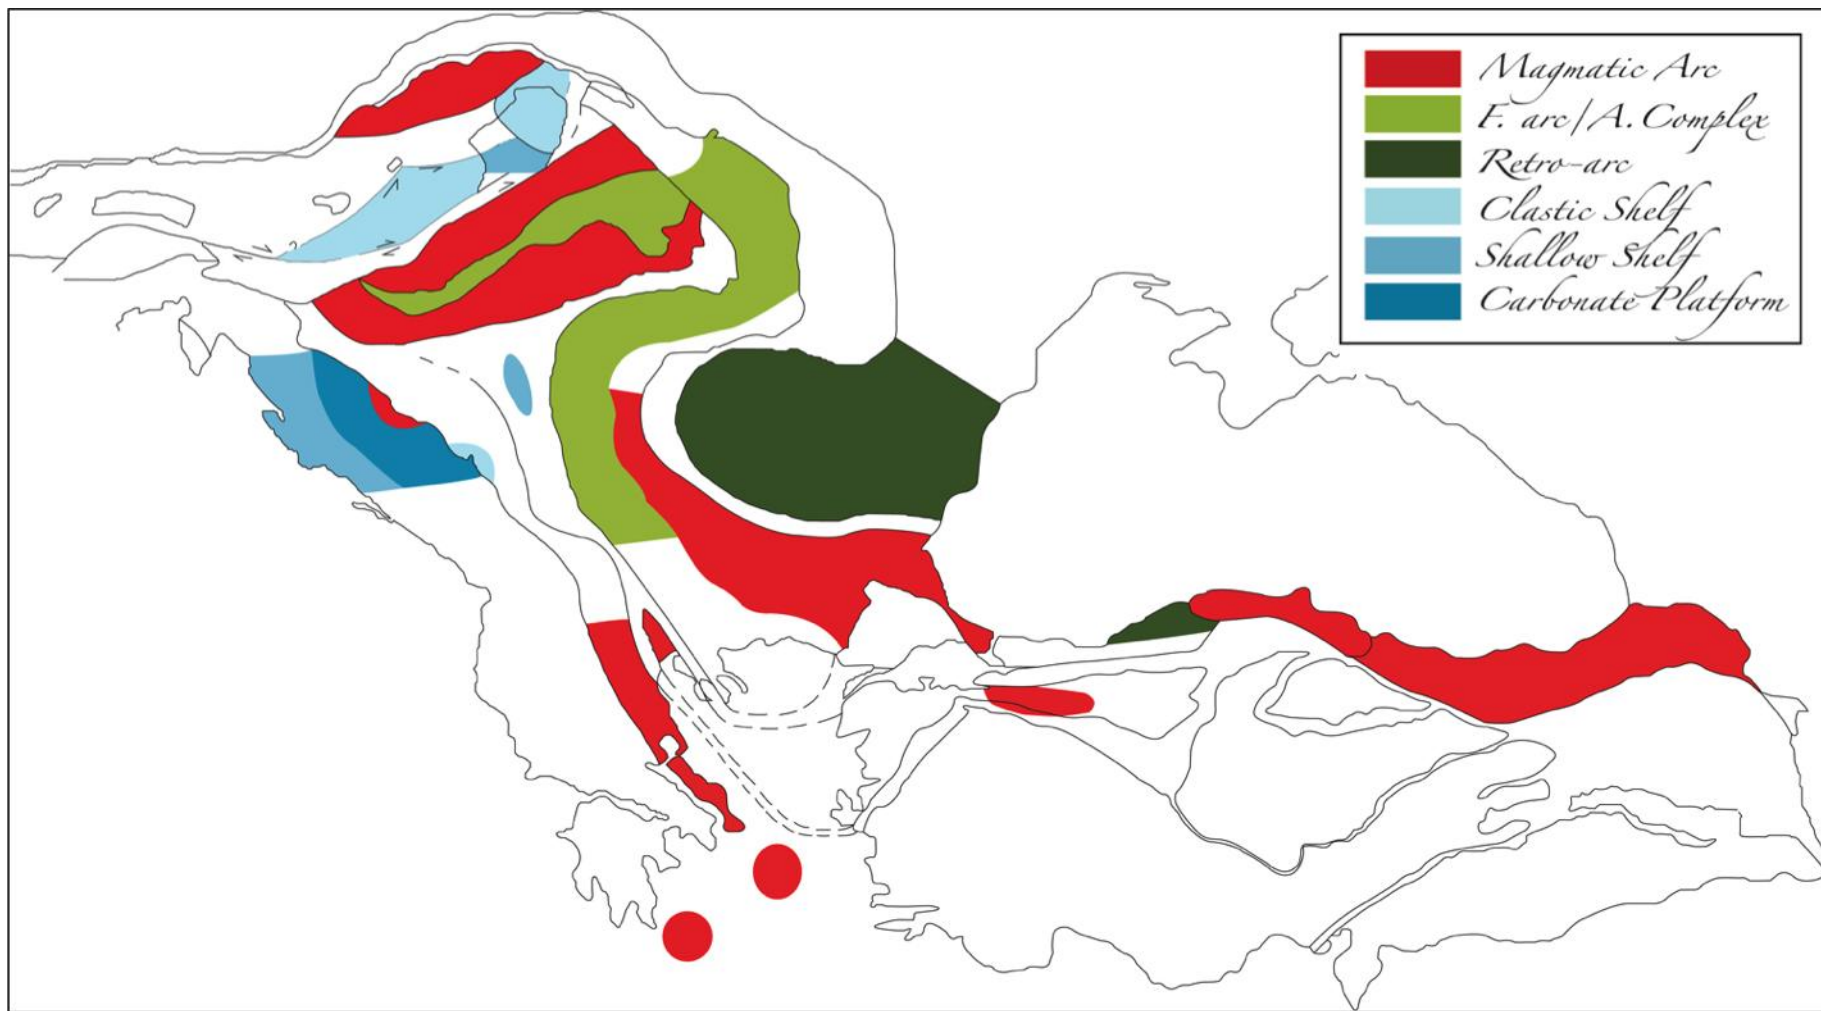 Magmatic Arc
F. arc/A. Complex
Retro-arc
Clastic Shelf
Shallow Shelf
Carbonate Platform